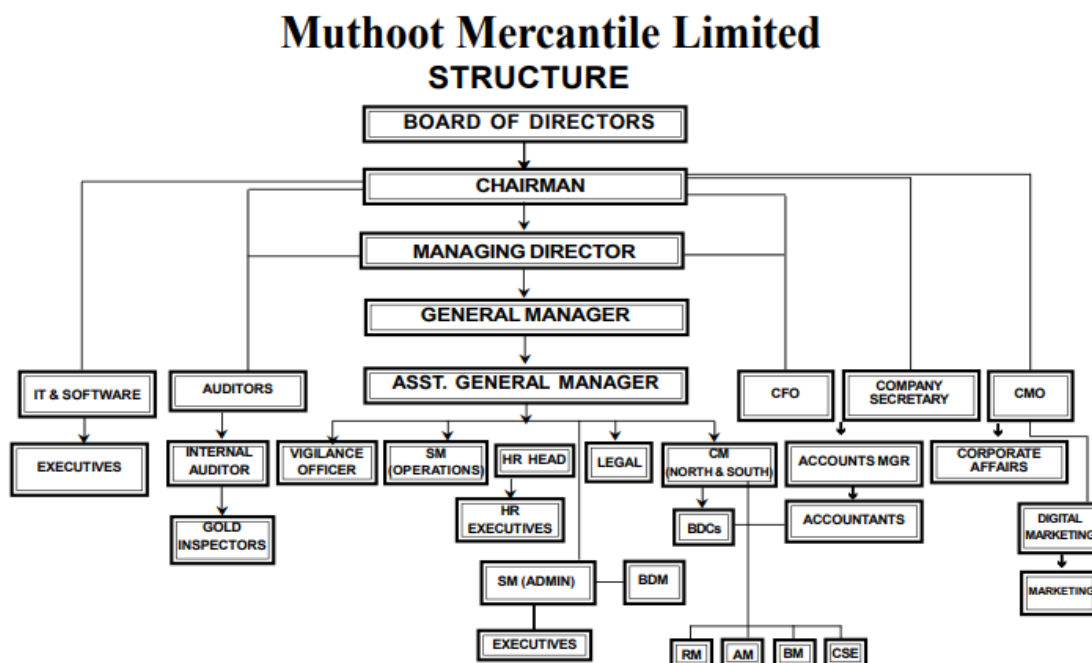 Muthoot Mercantile Limited
STRUCTURE
BOARD OF DIRECTORS
CHAIRMAN
MANAGING DIRECTOR
GENERAL MANAGER
IT & SOFTWARE
AUDITORS
ASST. GENERAL MANAGER
CFO
COMPANY
SECRETARY
CMO
EXECUTIVES
INTERNAL
AUDITOR
VIGILANCE
OFFICER
SM
(OPERATIONS)
HR HEAD
LEGAL
CM
(NORTH & SOUTH)
ACCOUNTS MGR
CORPORATE
AFFAIRS
GOLD
INSPECTORS
HR
EXECUTIVES
BDCs
ACCOUNTANTS
DIGITAL
MARKETING
SM (ADMIN)
BDM
MARKETING
EXECUTIVES
RM
AM
BM
CSE